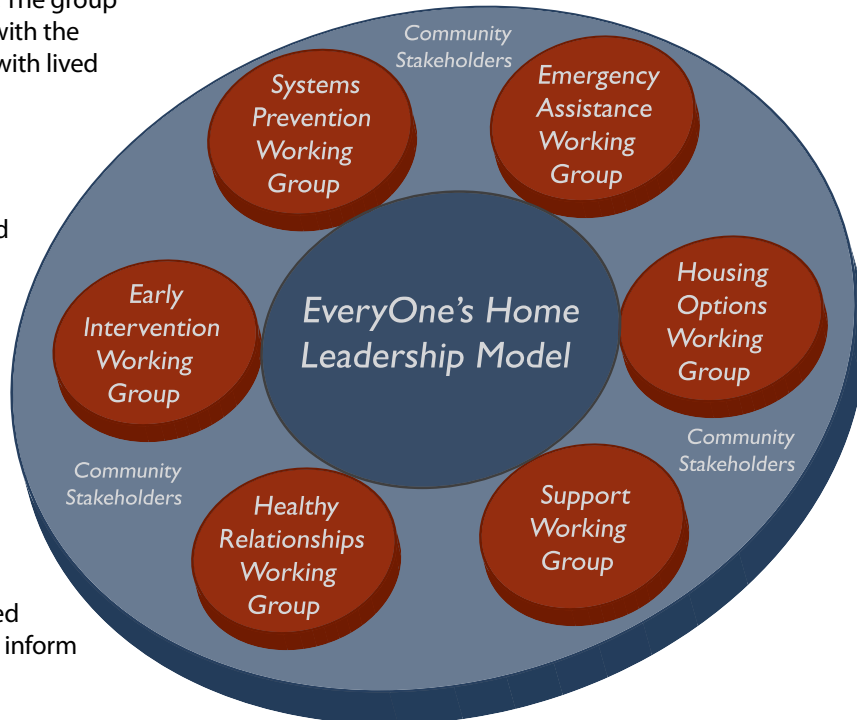 The group
with the
with lived
d
ed
inform
Community
Stakeholders
Systems
Prevention
Working
Group
Emergency
Assistance
Working
Group
Early
Intervention
Working
Group
EveryOne’s Home
Leadership Model
Housing
Options
Working
Group
Community
Stakeholders
Community
Stakeholders
Healthy
Relationships
Working
Group
Support
Working
Group